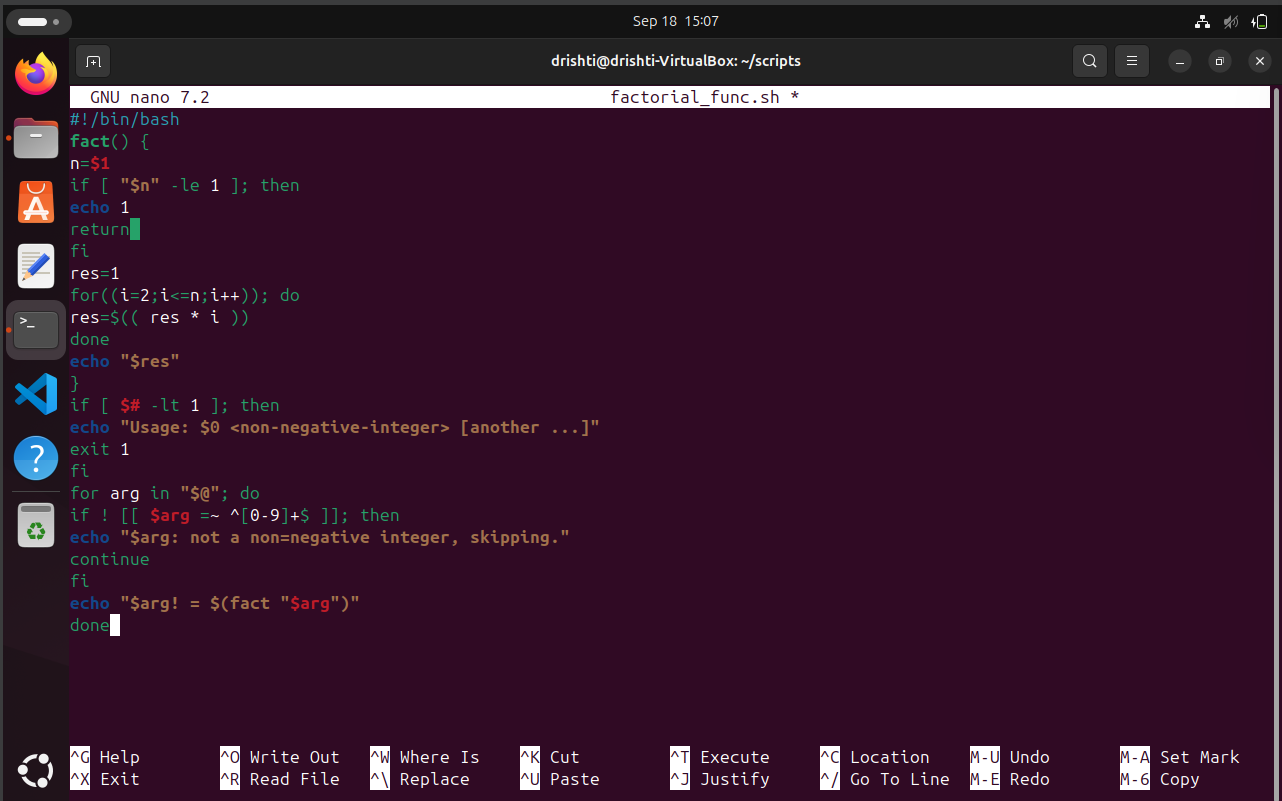 Sep 18 15:07
drishti@drishti-VirtualBox: ~/scripts
GNU nano 7.2 factorial_func.sh *
#!/bin/bash
fact() {
n=$1
if [ "$n" -le 1 ]; then
echo 1
return
fi
res=1
for((i=2;i<=n;i++)); do
res=$(( res * i ))
done
echo "$res"
}
if [ $# -lt 1 ]; then
echo "Usage: $0 <non-negative-integer> [another ...]"
exit 1
fi
for arg in "$@"; do
if ! [[ $arg =~ ^[0-9]+$ ]]; then
echo "$arg: not a non=negative integer, skipping."
continue
fi
echo "$arg! = $(fact "$arg")"
done
^G Help ^O Write Out ^W Where Is ^K Cut ^T Execute ^C Location M-U Undo M-A Set Mark
^X Exit ^R Read File ^\ Replace ^U Paste ^J Justify ^/ Go To Line M-E Redo M-6 Copy